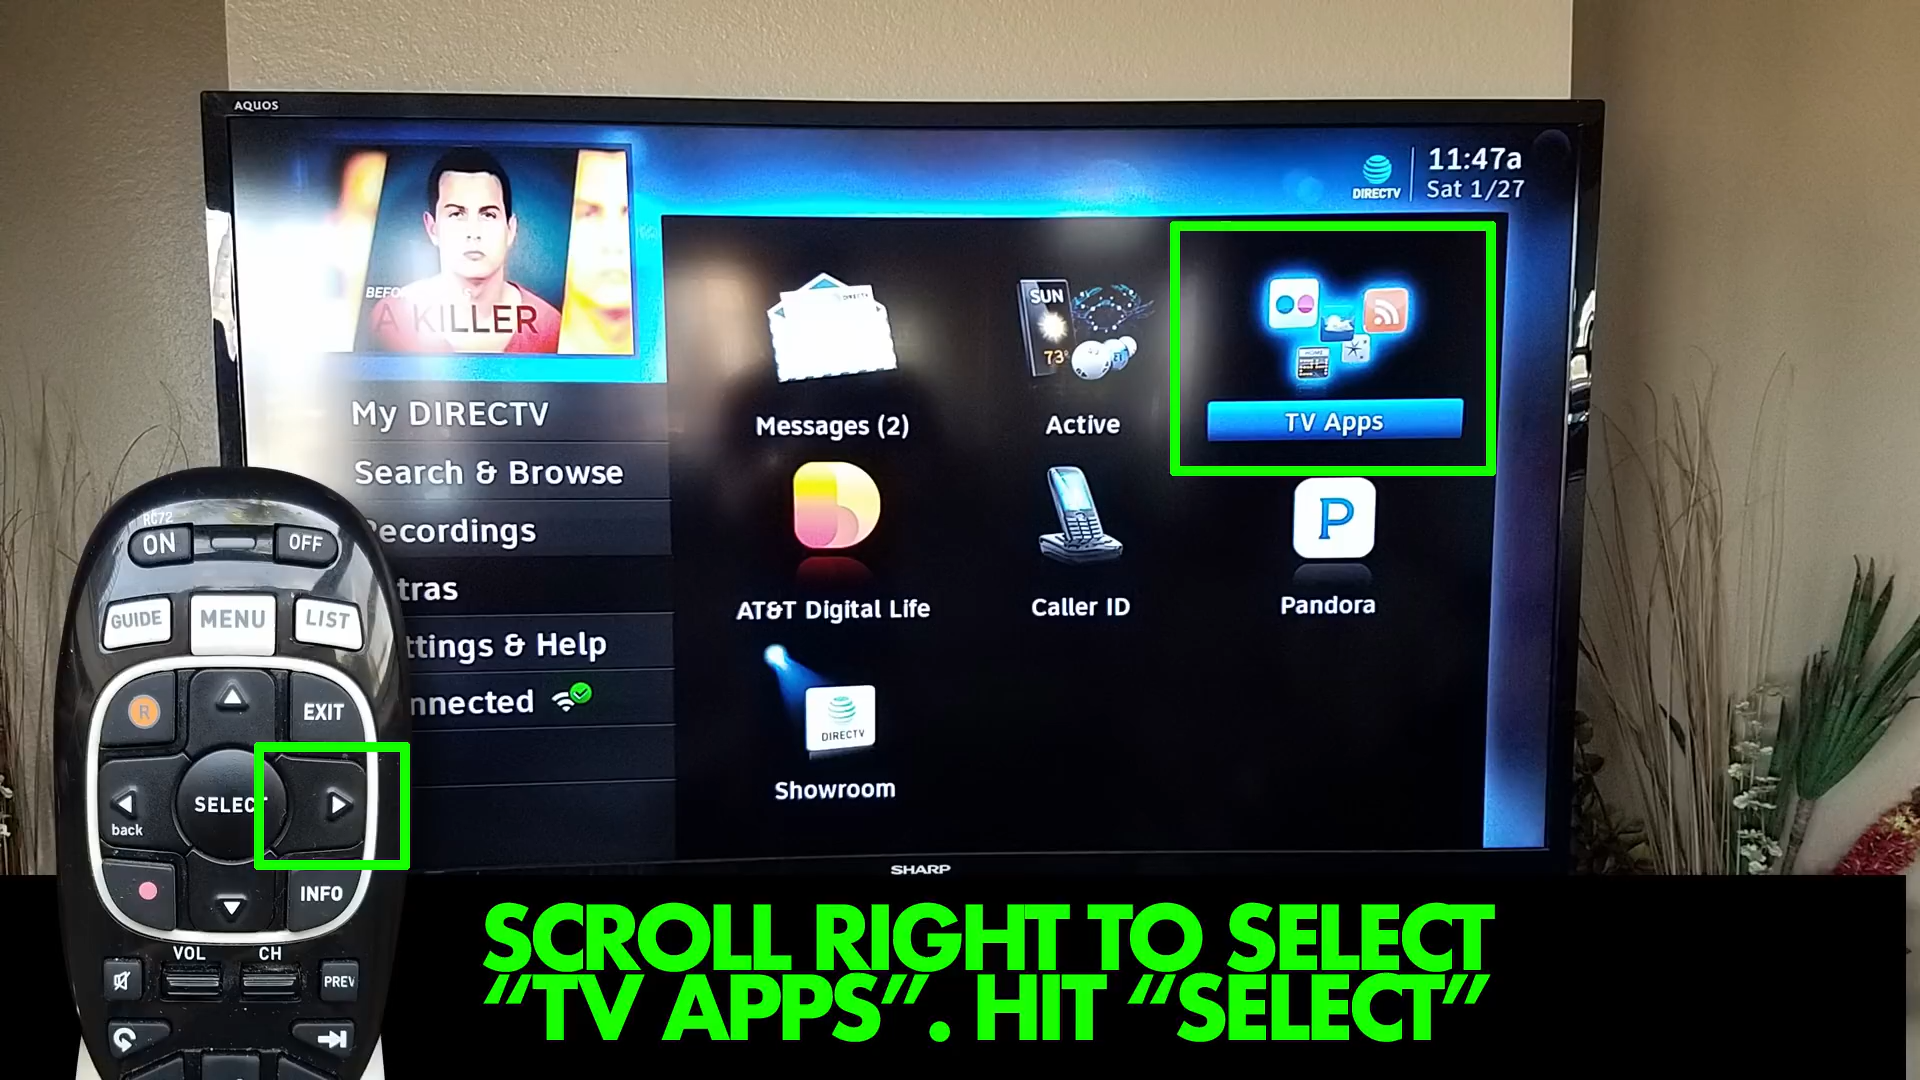 AQUOS
11:47a
DIRECTV
Sat 1/27
DIRECTV
SUN
73°
A KILLER
My DIRECTV
Messages (2)
Active
TV Apps
Search & Browse
P
ecordings
tras
AT&T Digital Life
Caller ID
Pandora
ttings & Help
nnected
DIRECTV
Showroom
SHARP
RC72
ON
OFF
GUIDE
MENU
LIST
R
EXIT
SELECT
back
INFO
VOL
CH
PREV
SCROLL RIGHT TO SELECT
“TV APPS”. HIT “SELECT”